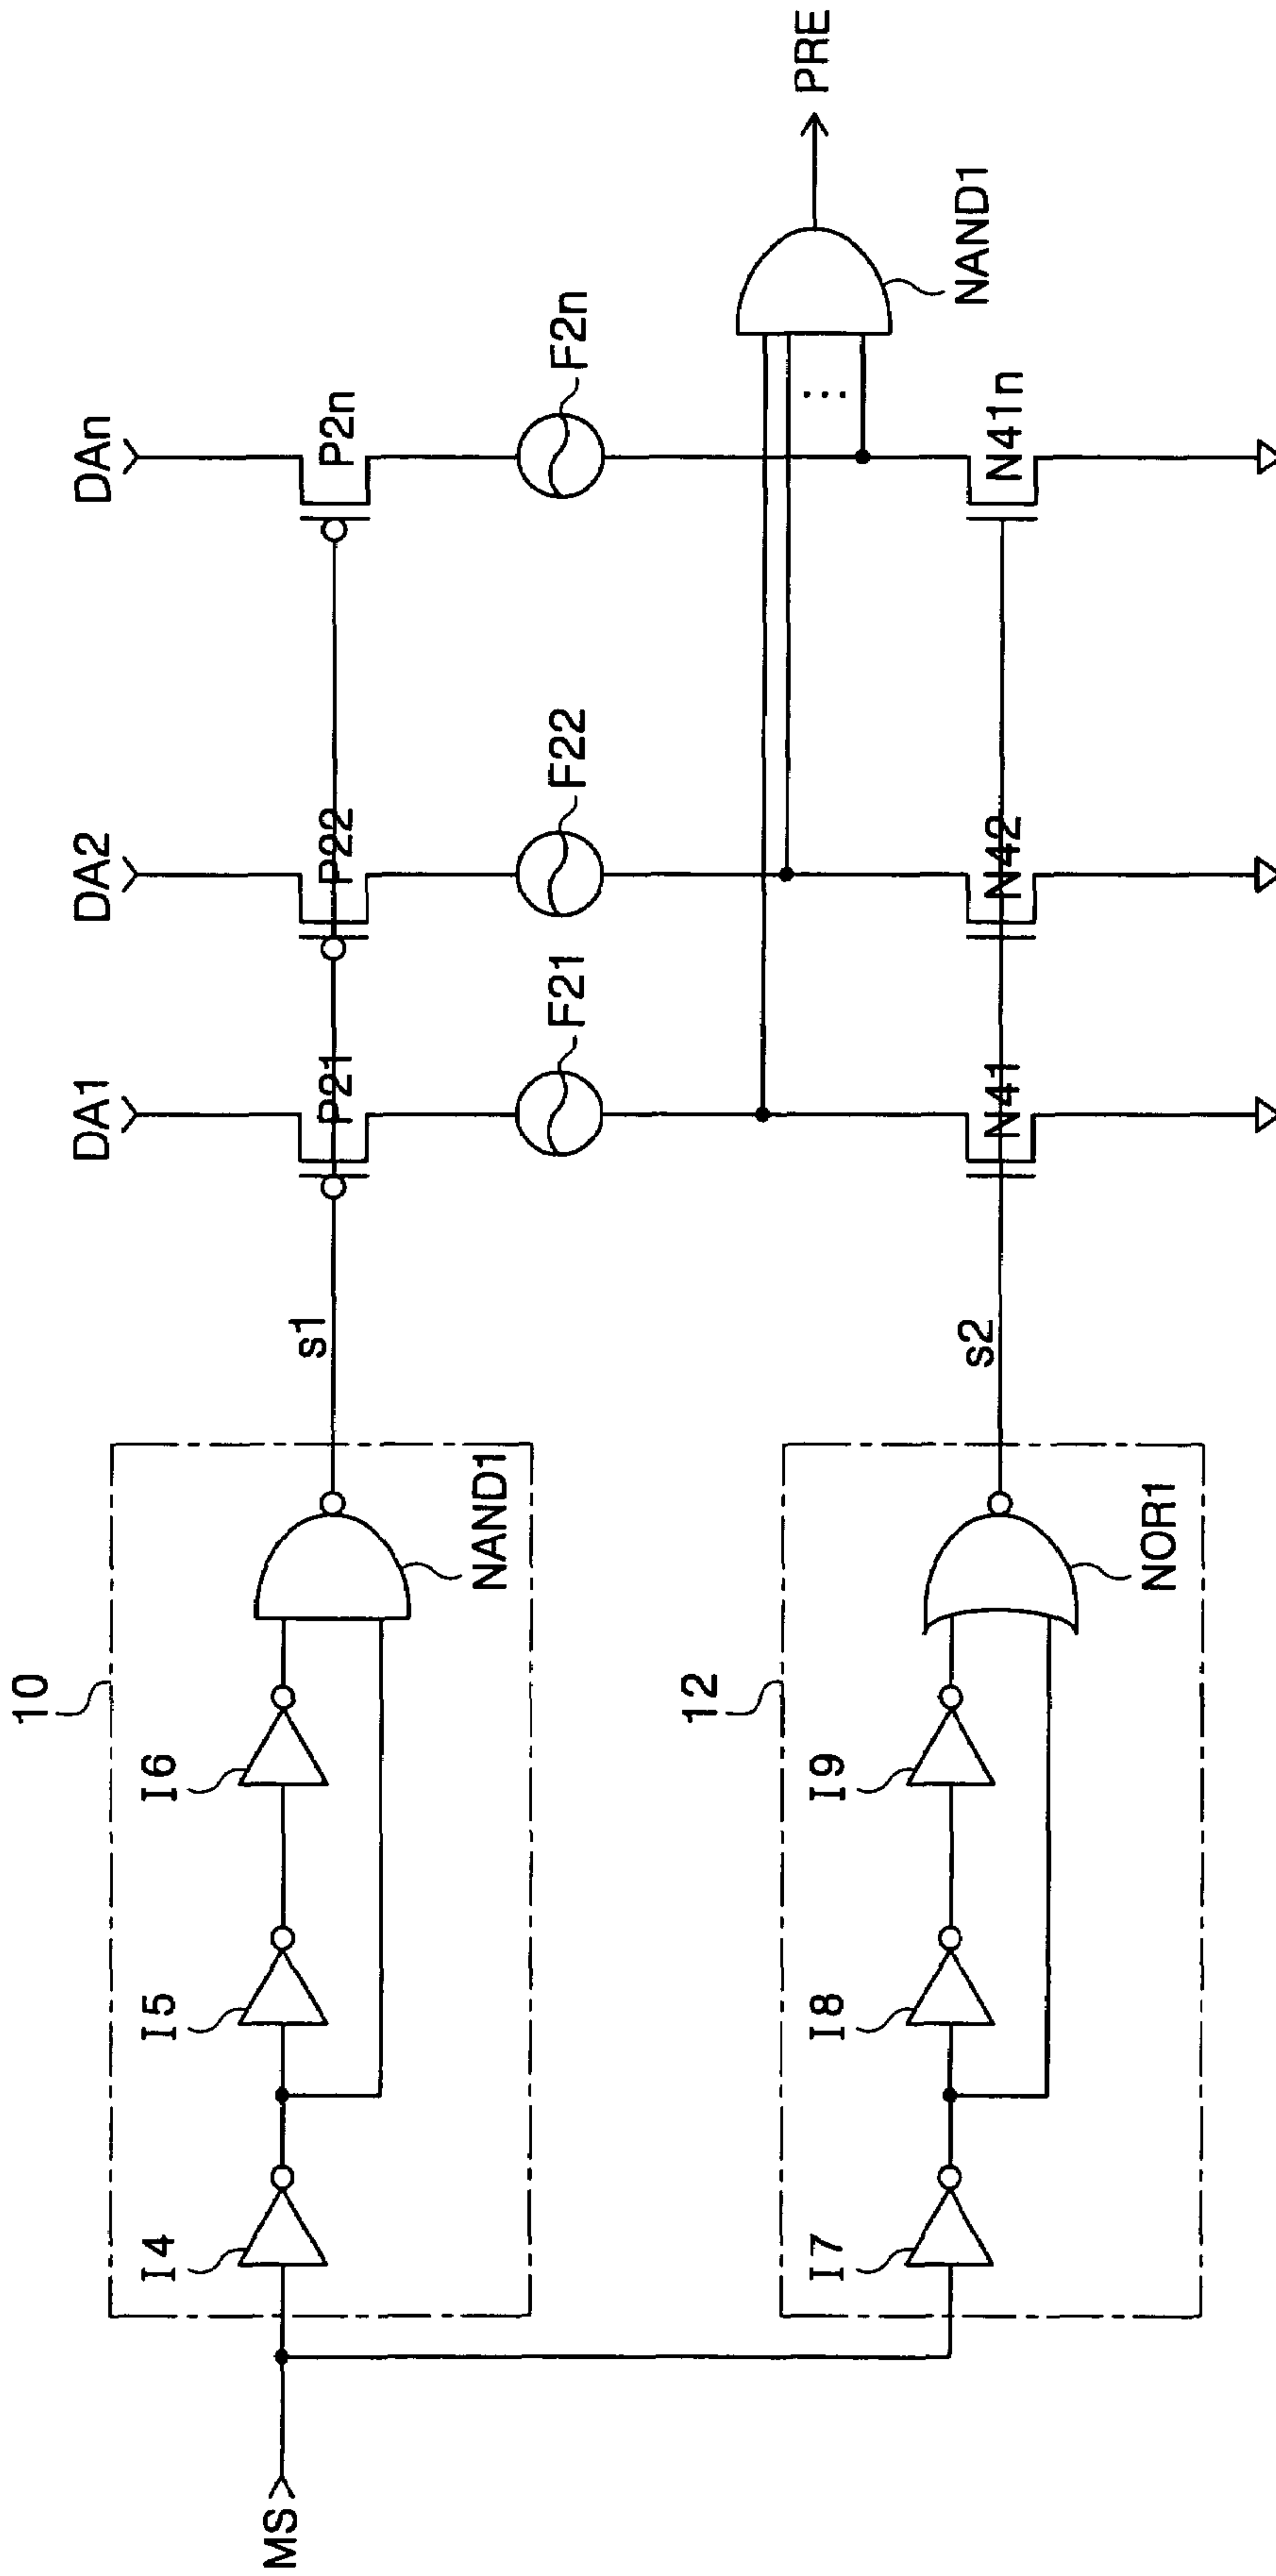 MS
10
I4
I5
I6
NAND1
s1
DA1
DA2
DAn
P21
P22
P2n
F21
F22
F2n
NAND1
PRE
12
I7
I8
I9
NOR1
s2
N41
N42
N41n